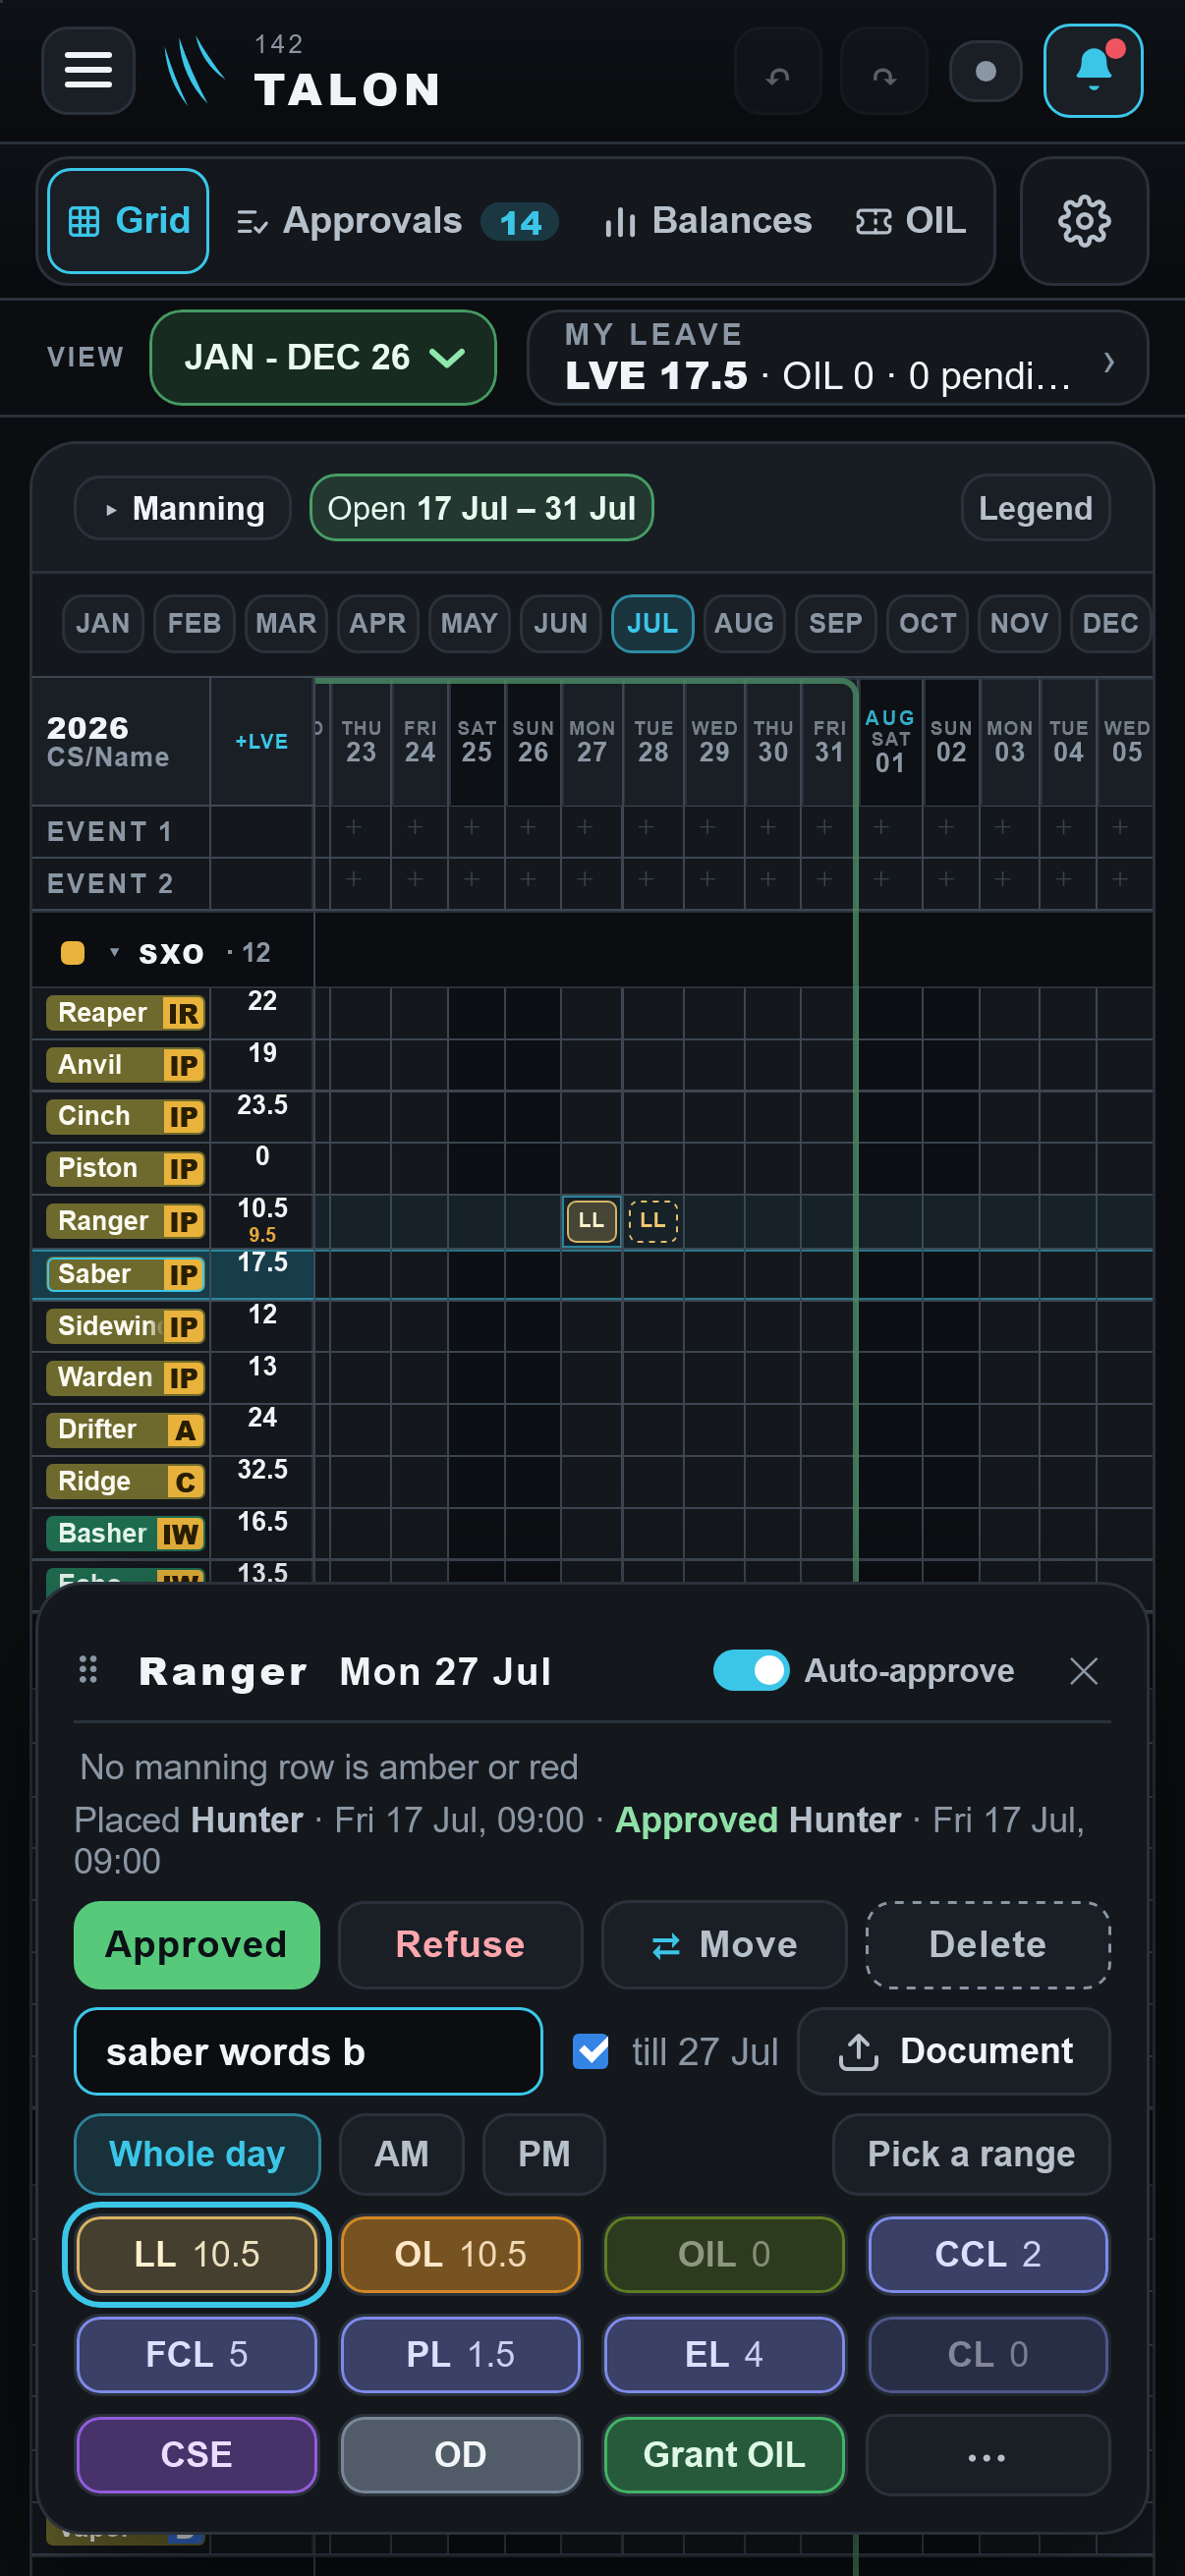 142
TALON
Grid Approvals 14 Balances OIL
VIEW JAN - DEC 26 MY LEAVE
LVE 17.5 · OIL 0 · 0 pendi…
▸ Manning Open 17 Jul – 31 Jul Legend
JAN FEB MAR APR MAY JUN JUL AUG SEP OCT NOV DEC
2026 CS/Name +LVE
THU 23 FRI 24 SAT 25 SUN 26 MON 27 TUE 28 WED 29 THU 30 FRI 31 AUG SAT 01 SUN 02 MON 03 TUE 04 WED 05
EVENT 1 + + + + + + + + + + + + + +
EVENT 2 + + + + + + + + + + + + + +
▾ SXO · 12
Reaper IR 22
Anvil IP 19
Cinch IP 23.5
Piston IP 0
Ranger IP 10.5 9.5 LL LL
Saber IP 17.5
Sidewin IP 12
Warden IP 13
Drifter A 24
Ridge C 32.5
Basher IW 16.5
13.5
Ranger Mon 27 Jul Auto-approve
No manning row is amber or red
Placed Hunter · Fri 17 Jul, 09:00 · Approved Hunter · Fri 17 Jul,
09:00
Approved Refuse Move Delete
saber words b till 27 Jul Document
Whole day AM PM Pick a range
LL 10.5 OL 10.5 OIL 0 CCL 2
FCL 5 PL 1.5 EL 4 CL 0
CSE OD Grant OIL ...